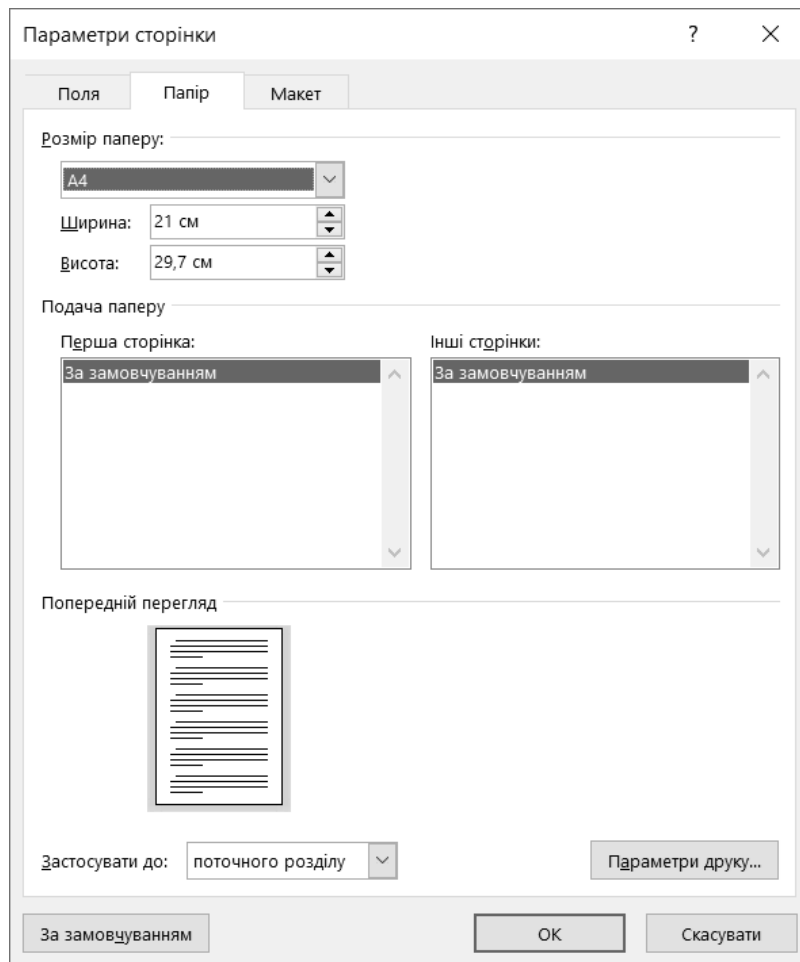 Параметри сторінки ?
Поля Папір Макет
Розмір паперу:
A4
Ширина: 21 см
Висота: 29,7 см
Подача паперу
Перша сторінка: Інші сторінки:
За замовчуванням За замовчуванням
Попередній перегляд
Застосувати до: поточного розділу Параметри друку...
За замовчуванням ОК Скасувати